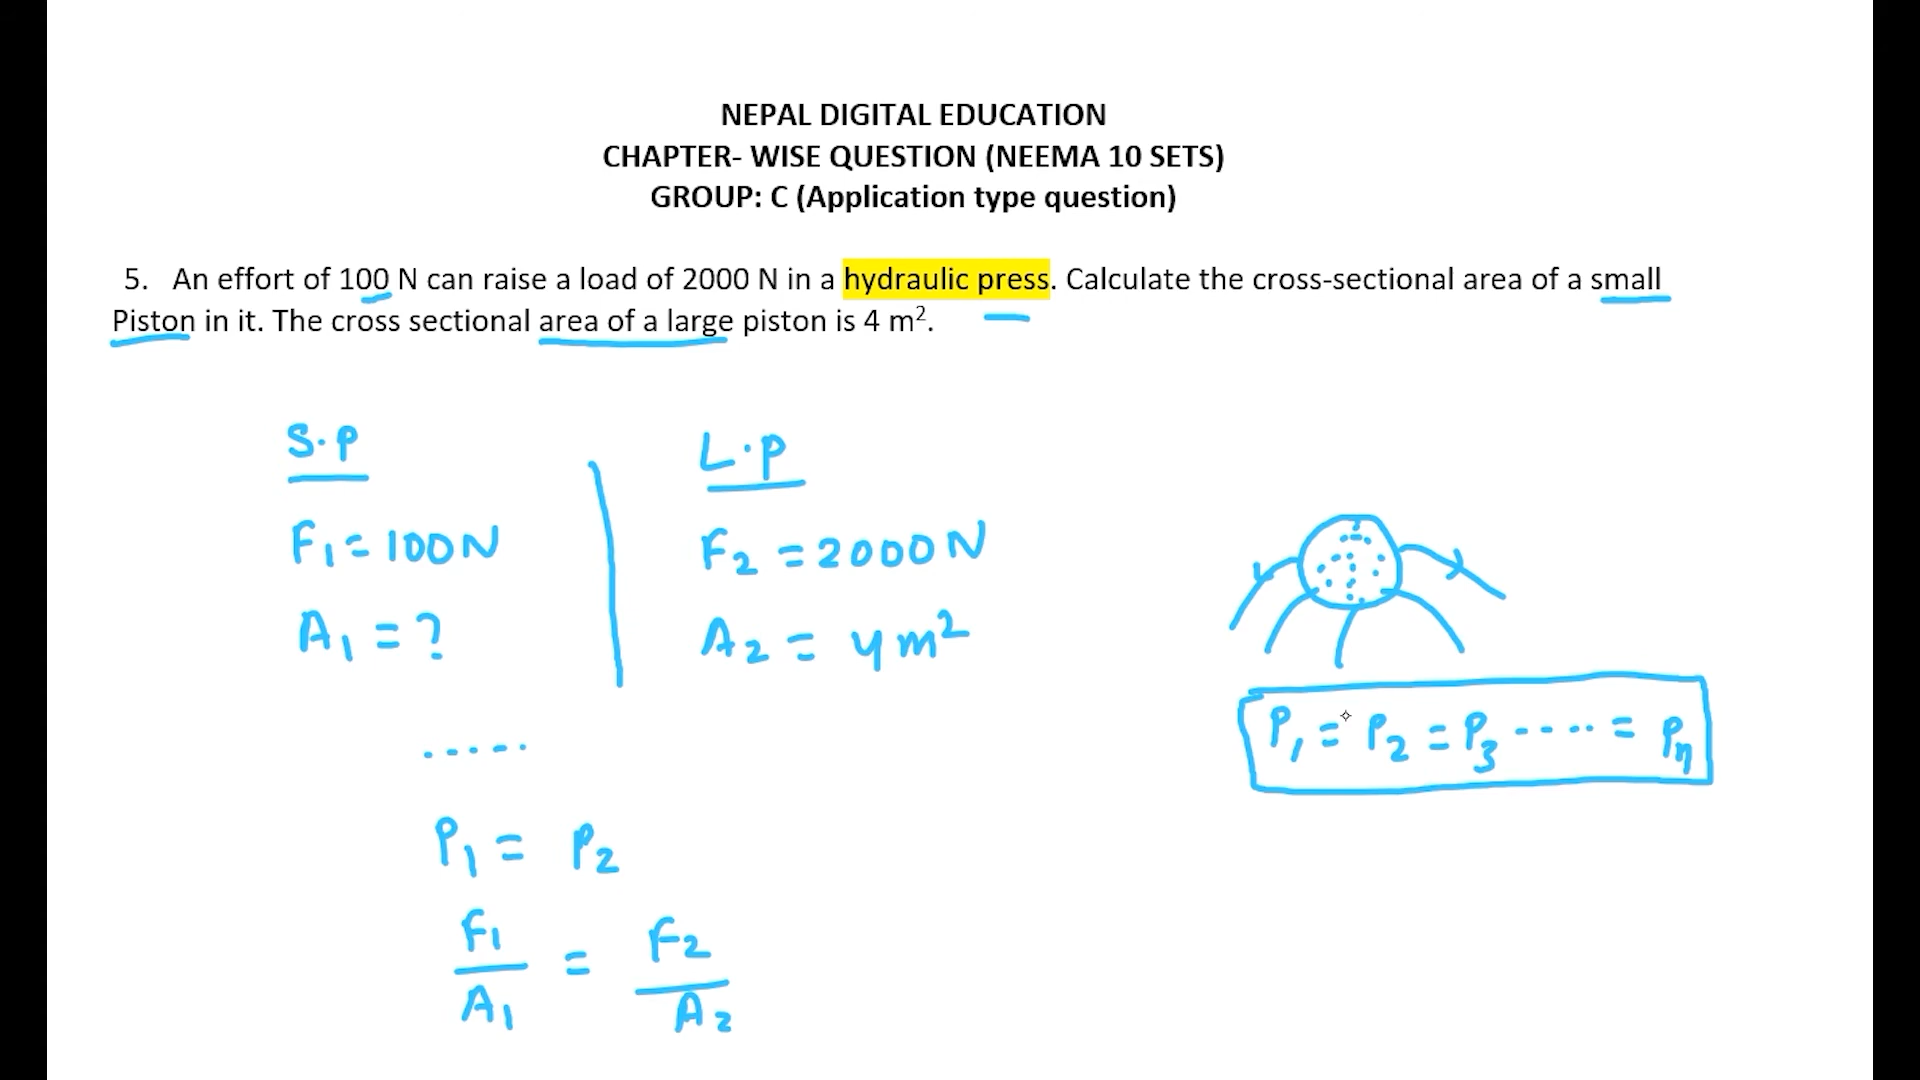 NEPAL DIGITAL EDUCATION
CHAPTER- WISE QUESTION (NEEMA 10 SETS)
GROUP: C (Application type question)
5. An effort of 100 N can raise a load of 2000 N in a hydraulic press. Calculate the cross-sectional area of a small
Piston in it. The cross sectional area of a large piston is 4 m².
S.P
L.P
F₁ = 100N
F₂ = 2000N
A₁ = ?
A₂ = 4m²
P₁ = P₂ = P₃ ----- = Pₙ
.....
P₁ = P₂
F₁/A₁ = F₂/A₂